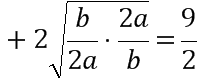 + 2√(b/2a · 2a/b) = 9/2